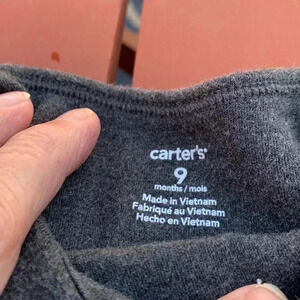 carter's
9
months / mois
Made in Vietnam
Fabriqué au Vietnam
Hecho en Vietnam